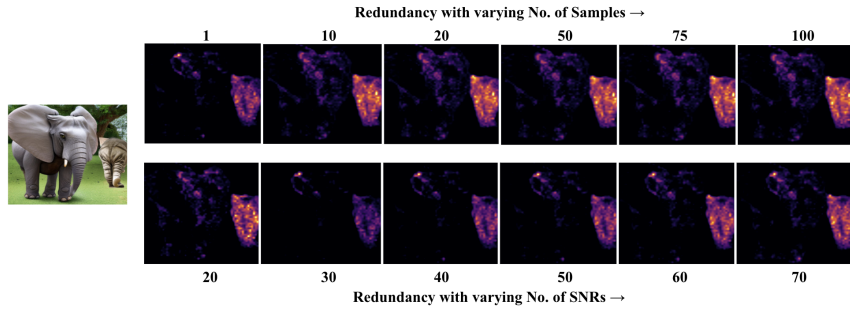 Redundancy with varying No. of Samples →
1 10 20 50 75 100
20 30 40 50 60 70
Redundancy with varying No. of SNRs →